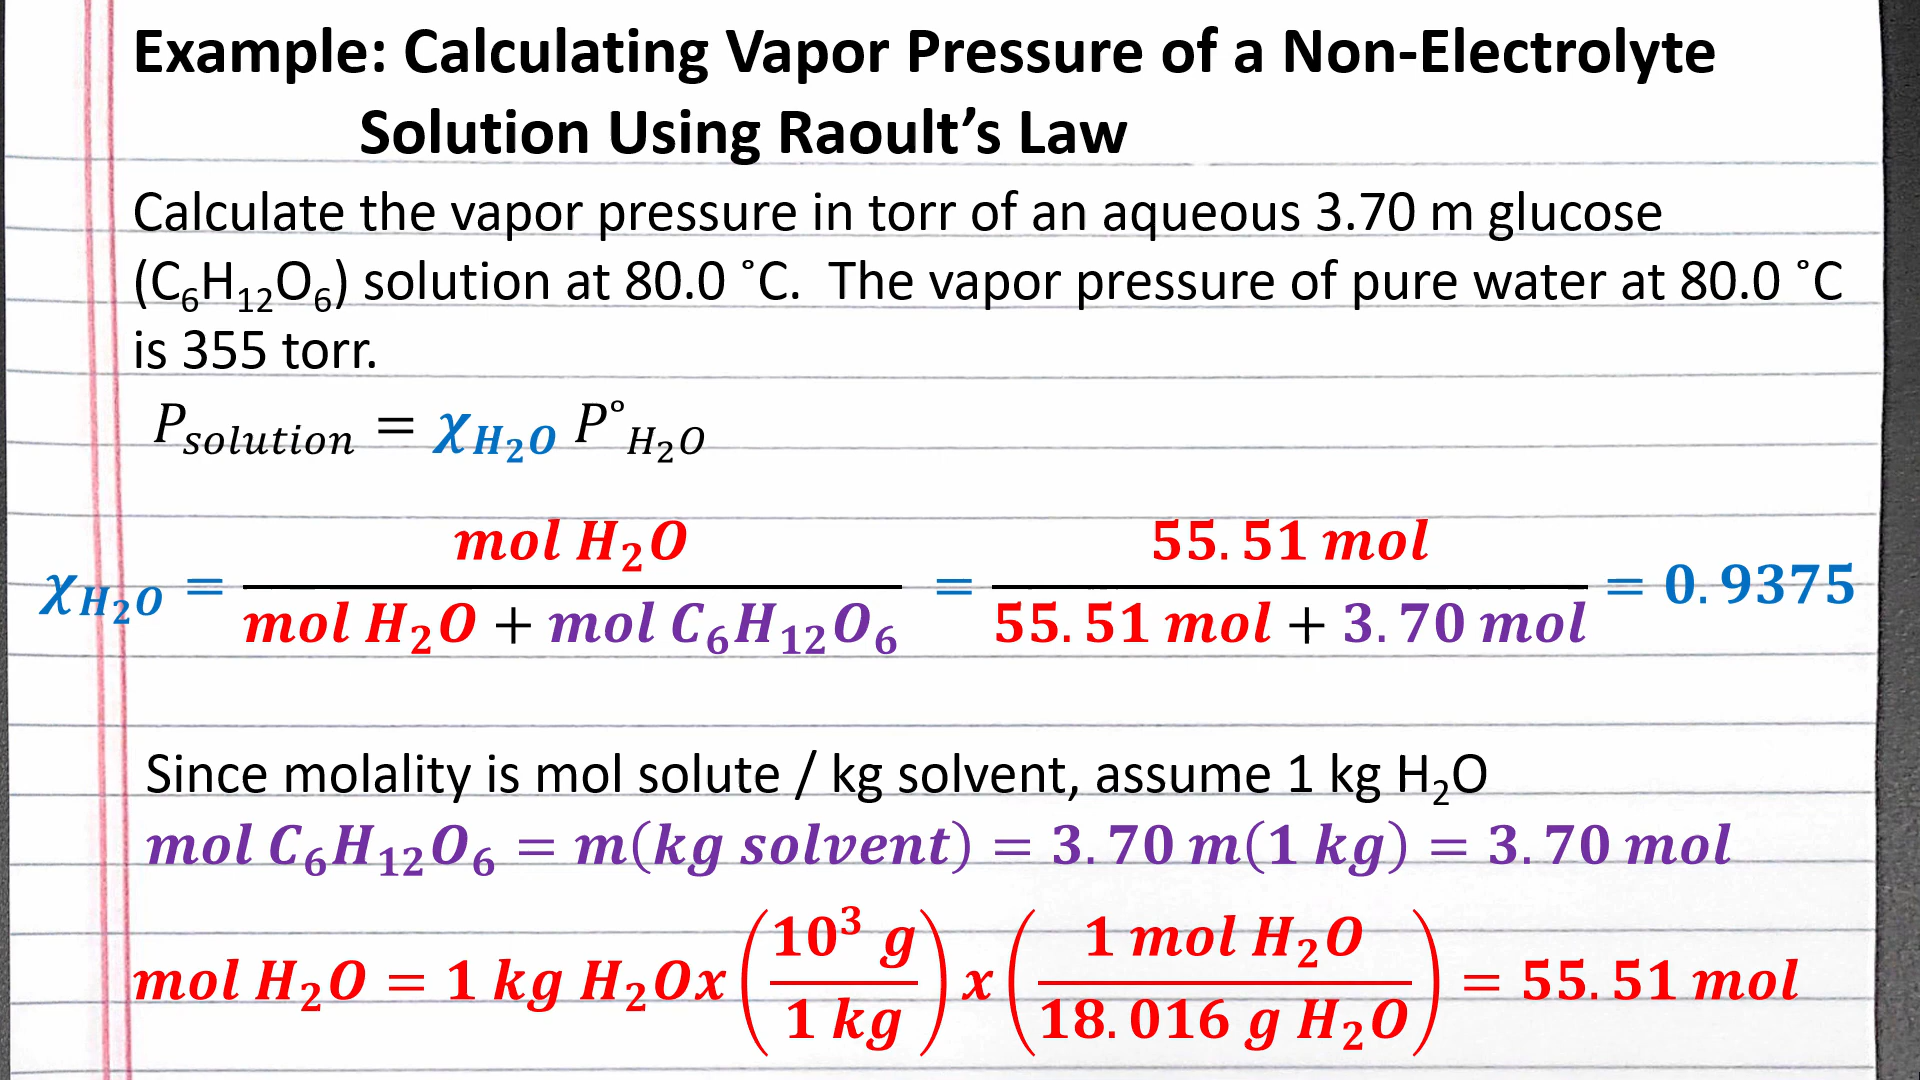 Example: Calculating Vapor Pressure of a Non-Electrolyte
Solution Using Raoult’s Law
Calculate the vapor pressure in torr of an aqueous 3.70 m glucose
(C₆H₁₂O₆) solution at 80.0 ˚C. The vapor pressure of pure water at 80.0 ˚C
is 355 torr.
P_solution = χ_H₂O P°_H₂O
χ_H₂O = mol H₂O / (mol H₂O + mol C₆H₁₂O₆) = 55.51 mol / (55.51 mol + 3.70 mol) = 0.9375
Since molality is mol solute / kg solvent, assume 1 kg H₂O
mol C₆H₁₂O₆ = m(kg solvent) = 3.70 m(1 kg) = 3.70 mol
mol H₂O = 1 kg H₂O x (10³ g / 1 kg) x (1 mol H₂O / 18.016 g H₂O) = 55.51 mol